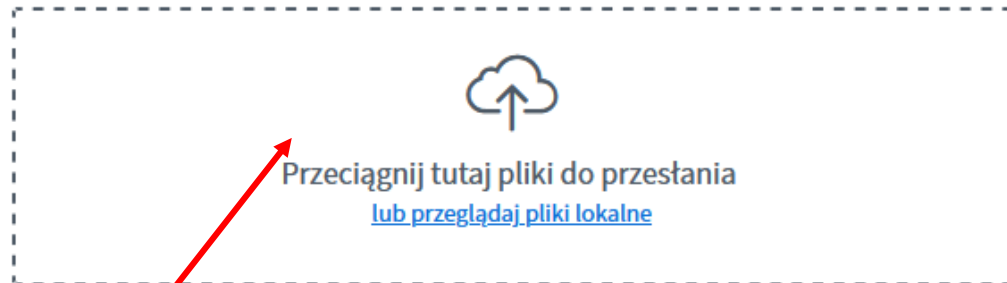 Przeciągnij tutaj pliki do przesłania
lub przeglądaj pliki lokalne